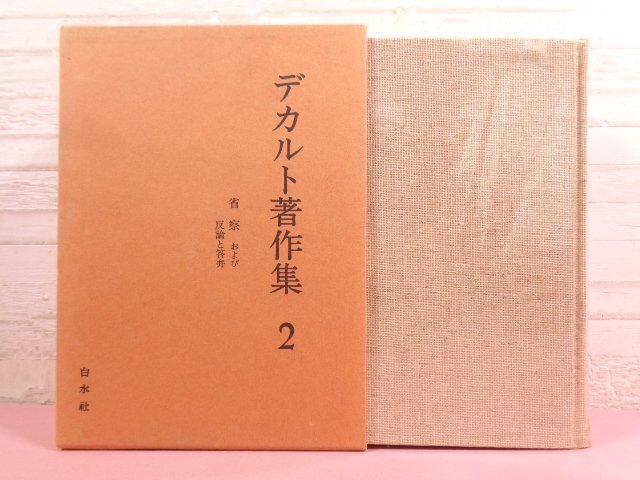 デカルト著作集 2
省察 および
反論と答弁
白水社